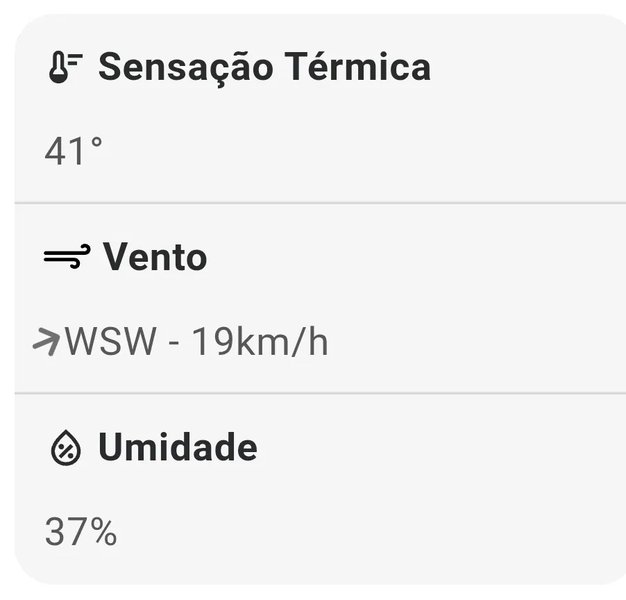 Sensação Térmica
41°
Vento
WSW - 19km/h
Umidade
37%